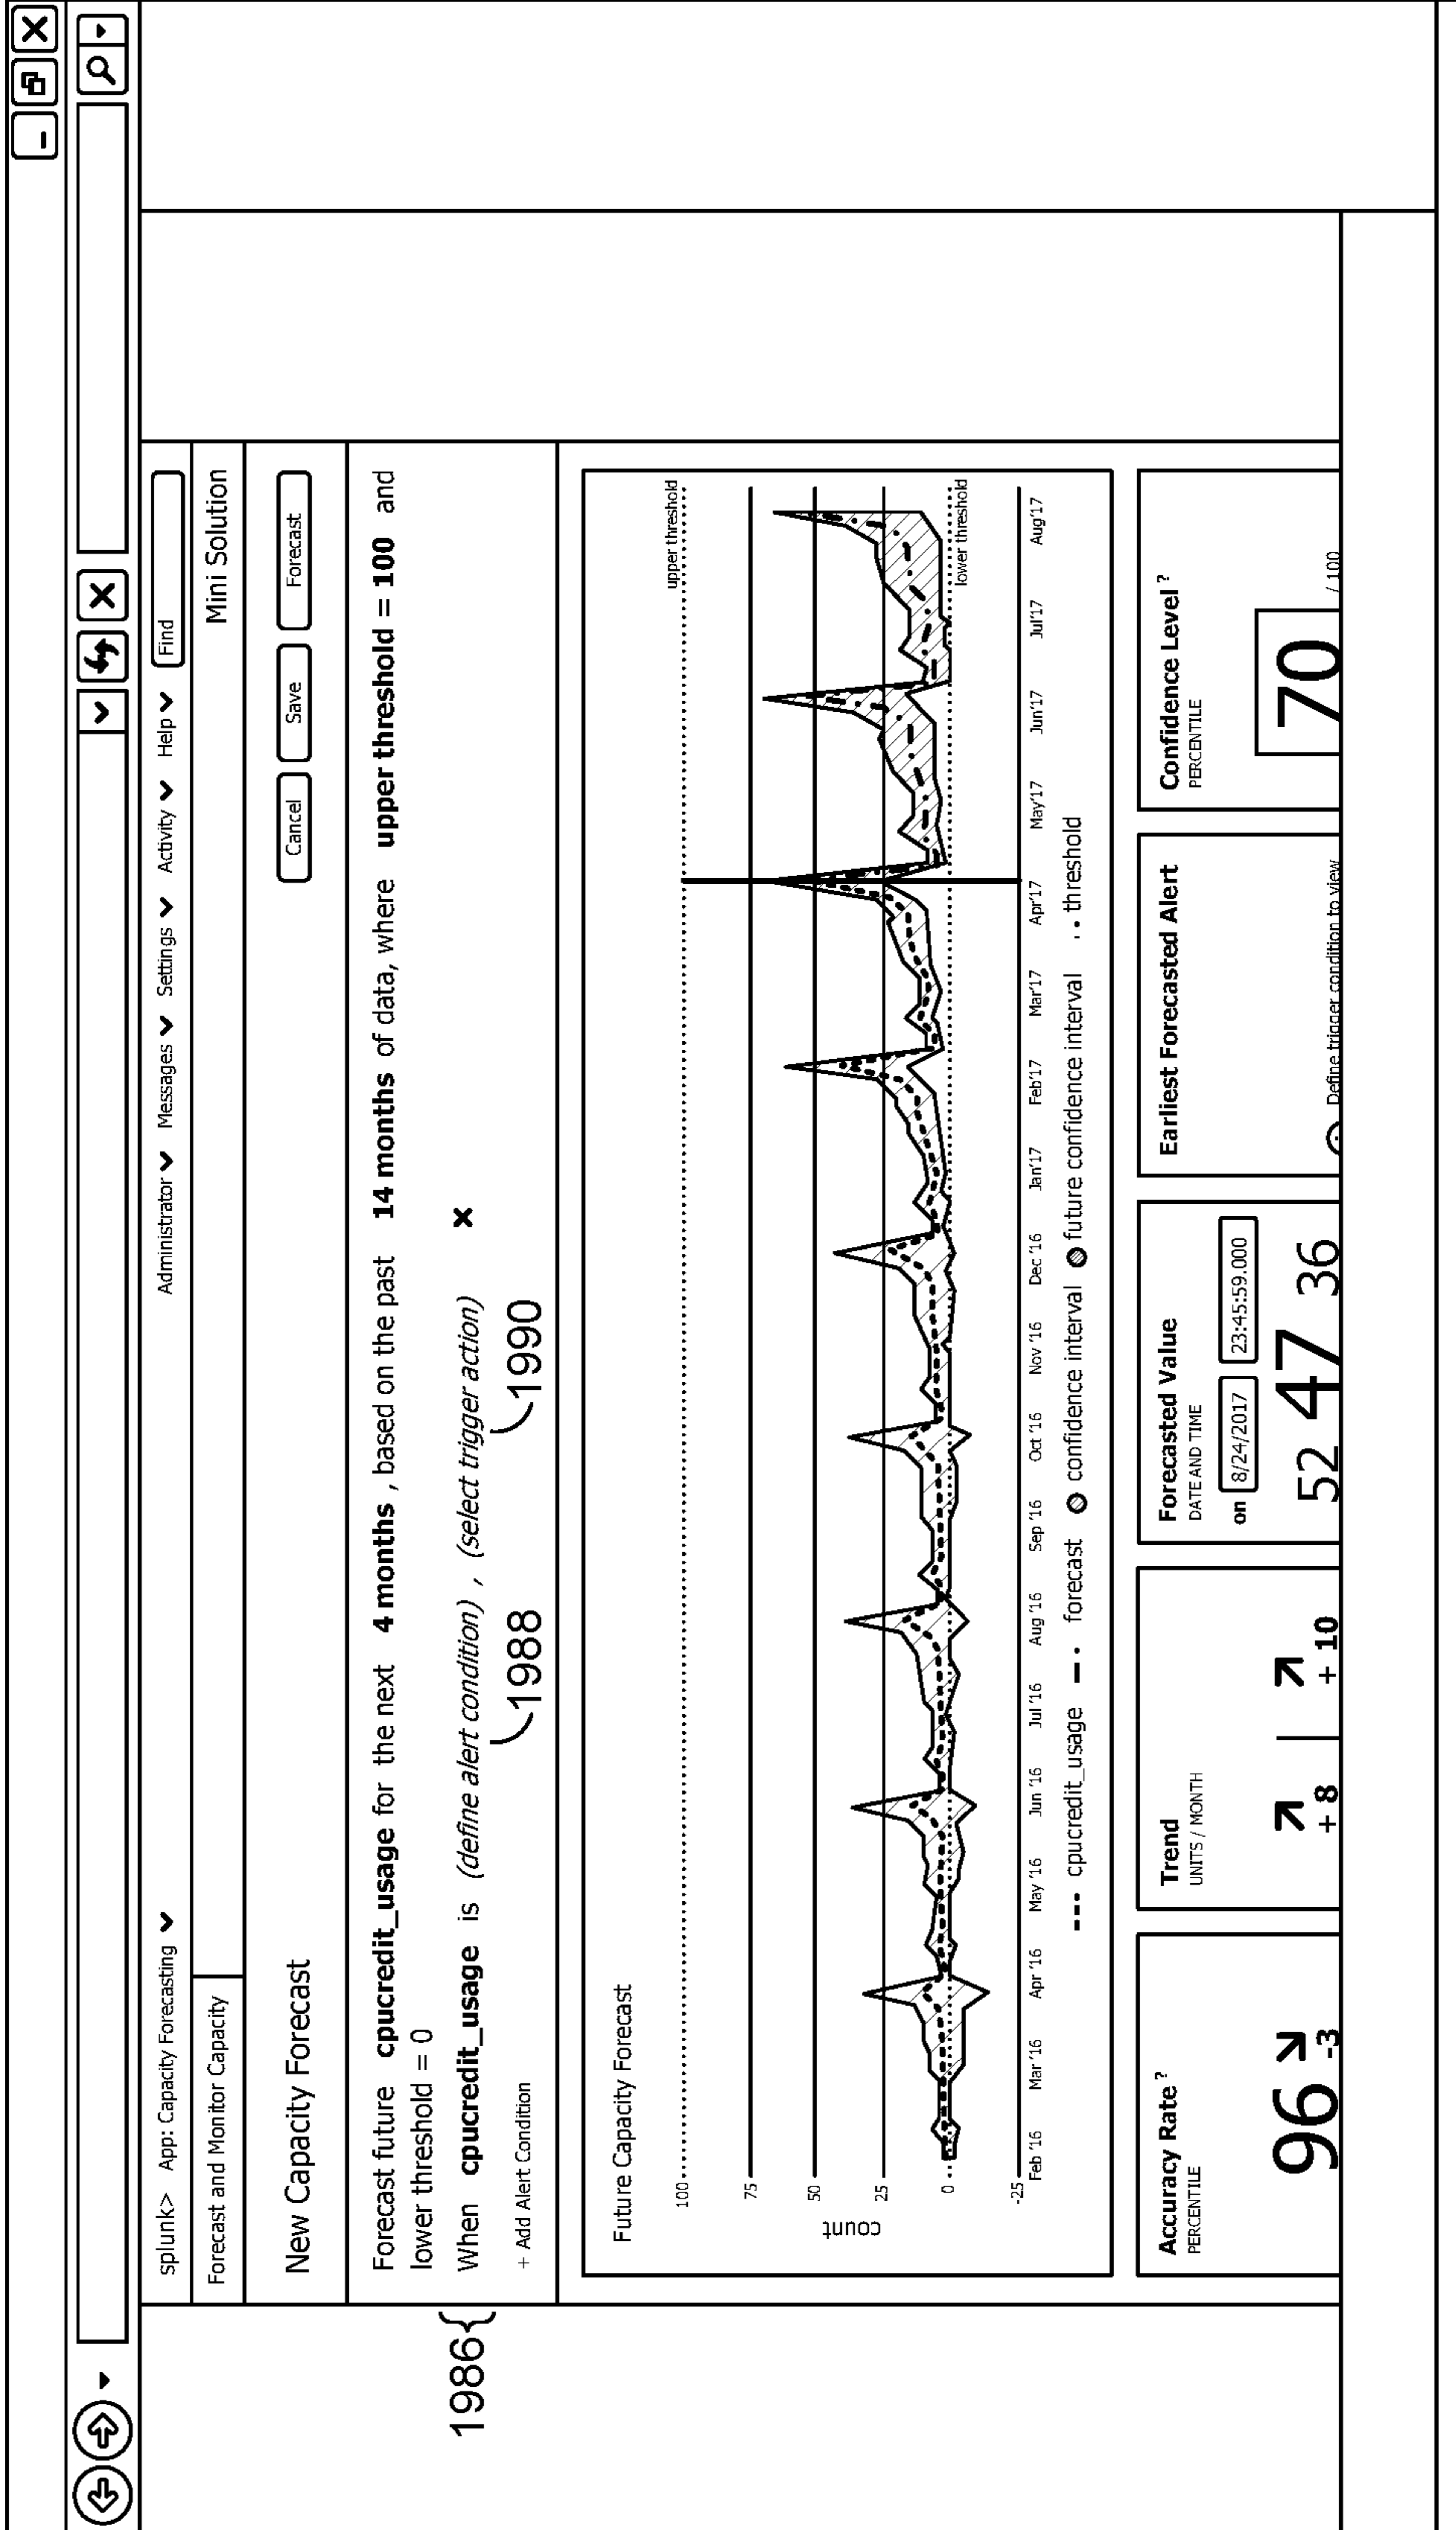 splunk> App: Capacity Forecasting Administrator Messages Settings Activity Help Find
Forecast and Monitor Capacity Mini Solution
New Capacity Forecast Cancel Save Forecast
Forecast future cpucredit_usage for the next 4 months , based on the past 14 months of data, where upper threshold = 100 and
lower threshold = 0
1986 When cpucredit_usage is (define alert condition) , (select trigger action) ×
+ Add Alert Condition 1988 1990
Future Capacity Forecast
upper threshold
100
75
50
25
0
-25
count
lower threshold
Feb '16 Mar '16 Apr '16 May '16 Jun '16 Jul '16 Aug '16 Sep '16 Oct '16 Nov '16 Dec '16 Jan'17 Feb'17 Mar'17 Apr'17 May'17 Jun'17 Jul'17 Aug'17
cpucredit_usage forecast confidence interval future confidence interval threshold
Accuracy Rate ?
PERCENTILE
96 -3
Trend
UNITS / MONTH
+ 8 + 10
Forecasted Value
DATE AND TIME
on 8/24/2017 23:45:59.000
52 47 36
Earliest Forecasted Alert
Define trigger condition to view
Confidence Level ?
PERCENTILE
70 / 100